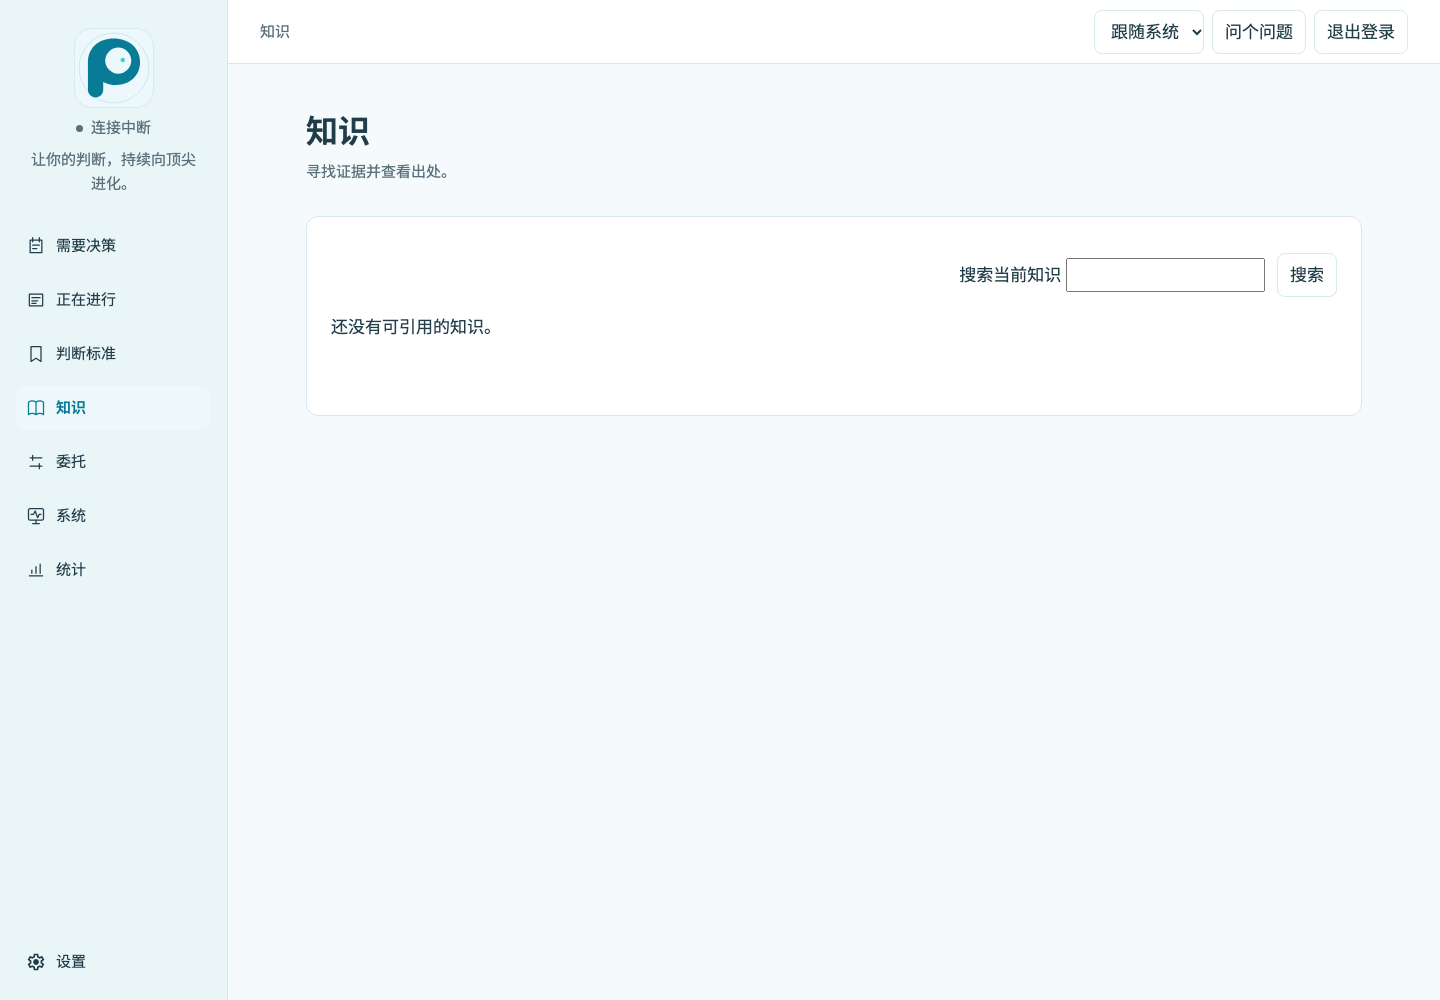 连接中断
让你的判断，持续向顶尖
进化。
需要决策
正在进行
判断标准
知识
委托
系统
统计
设置
知识
跟随系统
问个问题
退出登录
知识
寻找证据并查看出处。
搜索当前知识
搜索
还没有可引用的知识。